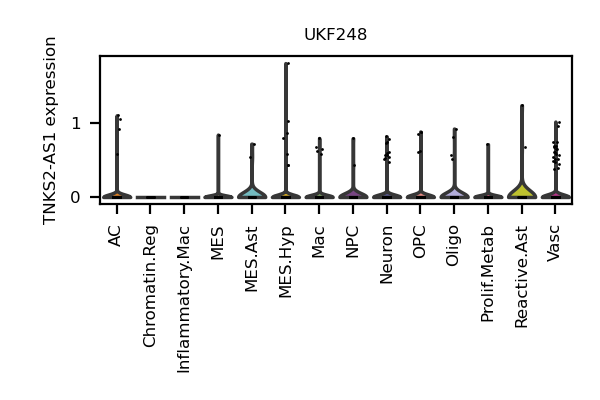 UKF248
TNKS2-AS1 expression
1
0
AC
Chromatin.Reg
Inflammatory.Mac
MES
MES.Ast
MES.Hyp
Mac
NPC
Neuron
OPC
Oligo
Prolif.Metab
Reactive.Ast
Vasc